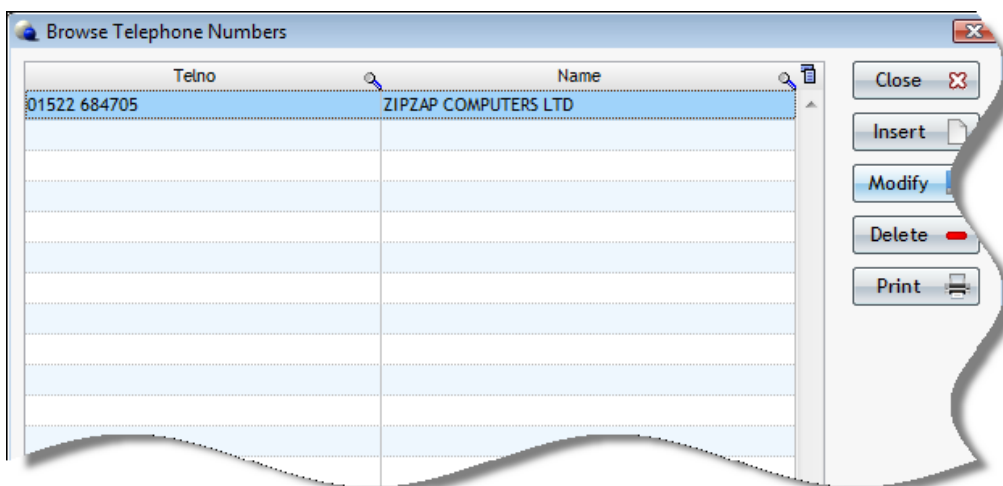 Browse Telephone Numbers
Telno Name
01522 684705 ZIPZAP COMPUTERS LTD
Close
Insert
Modify
Delete
Print